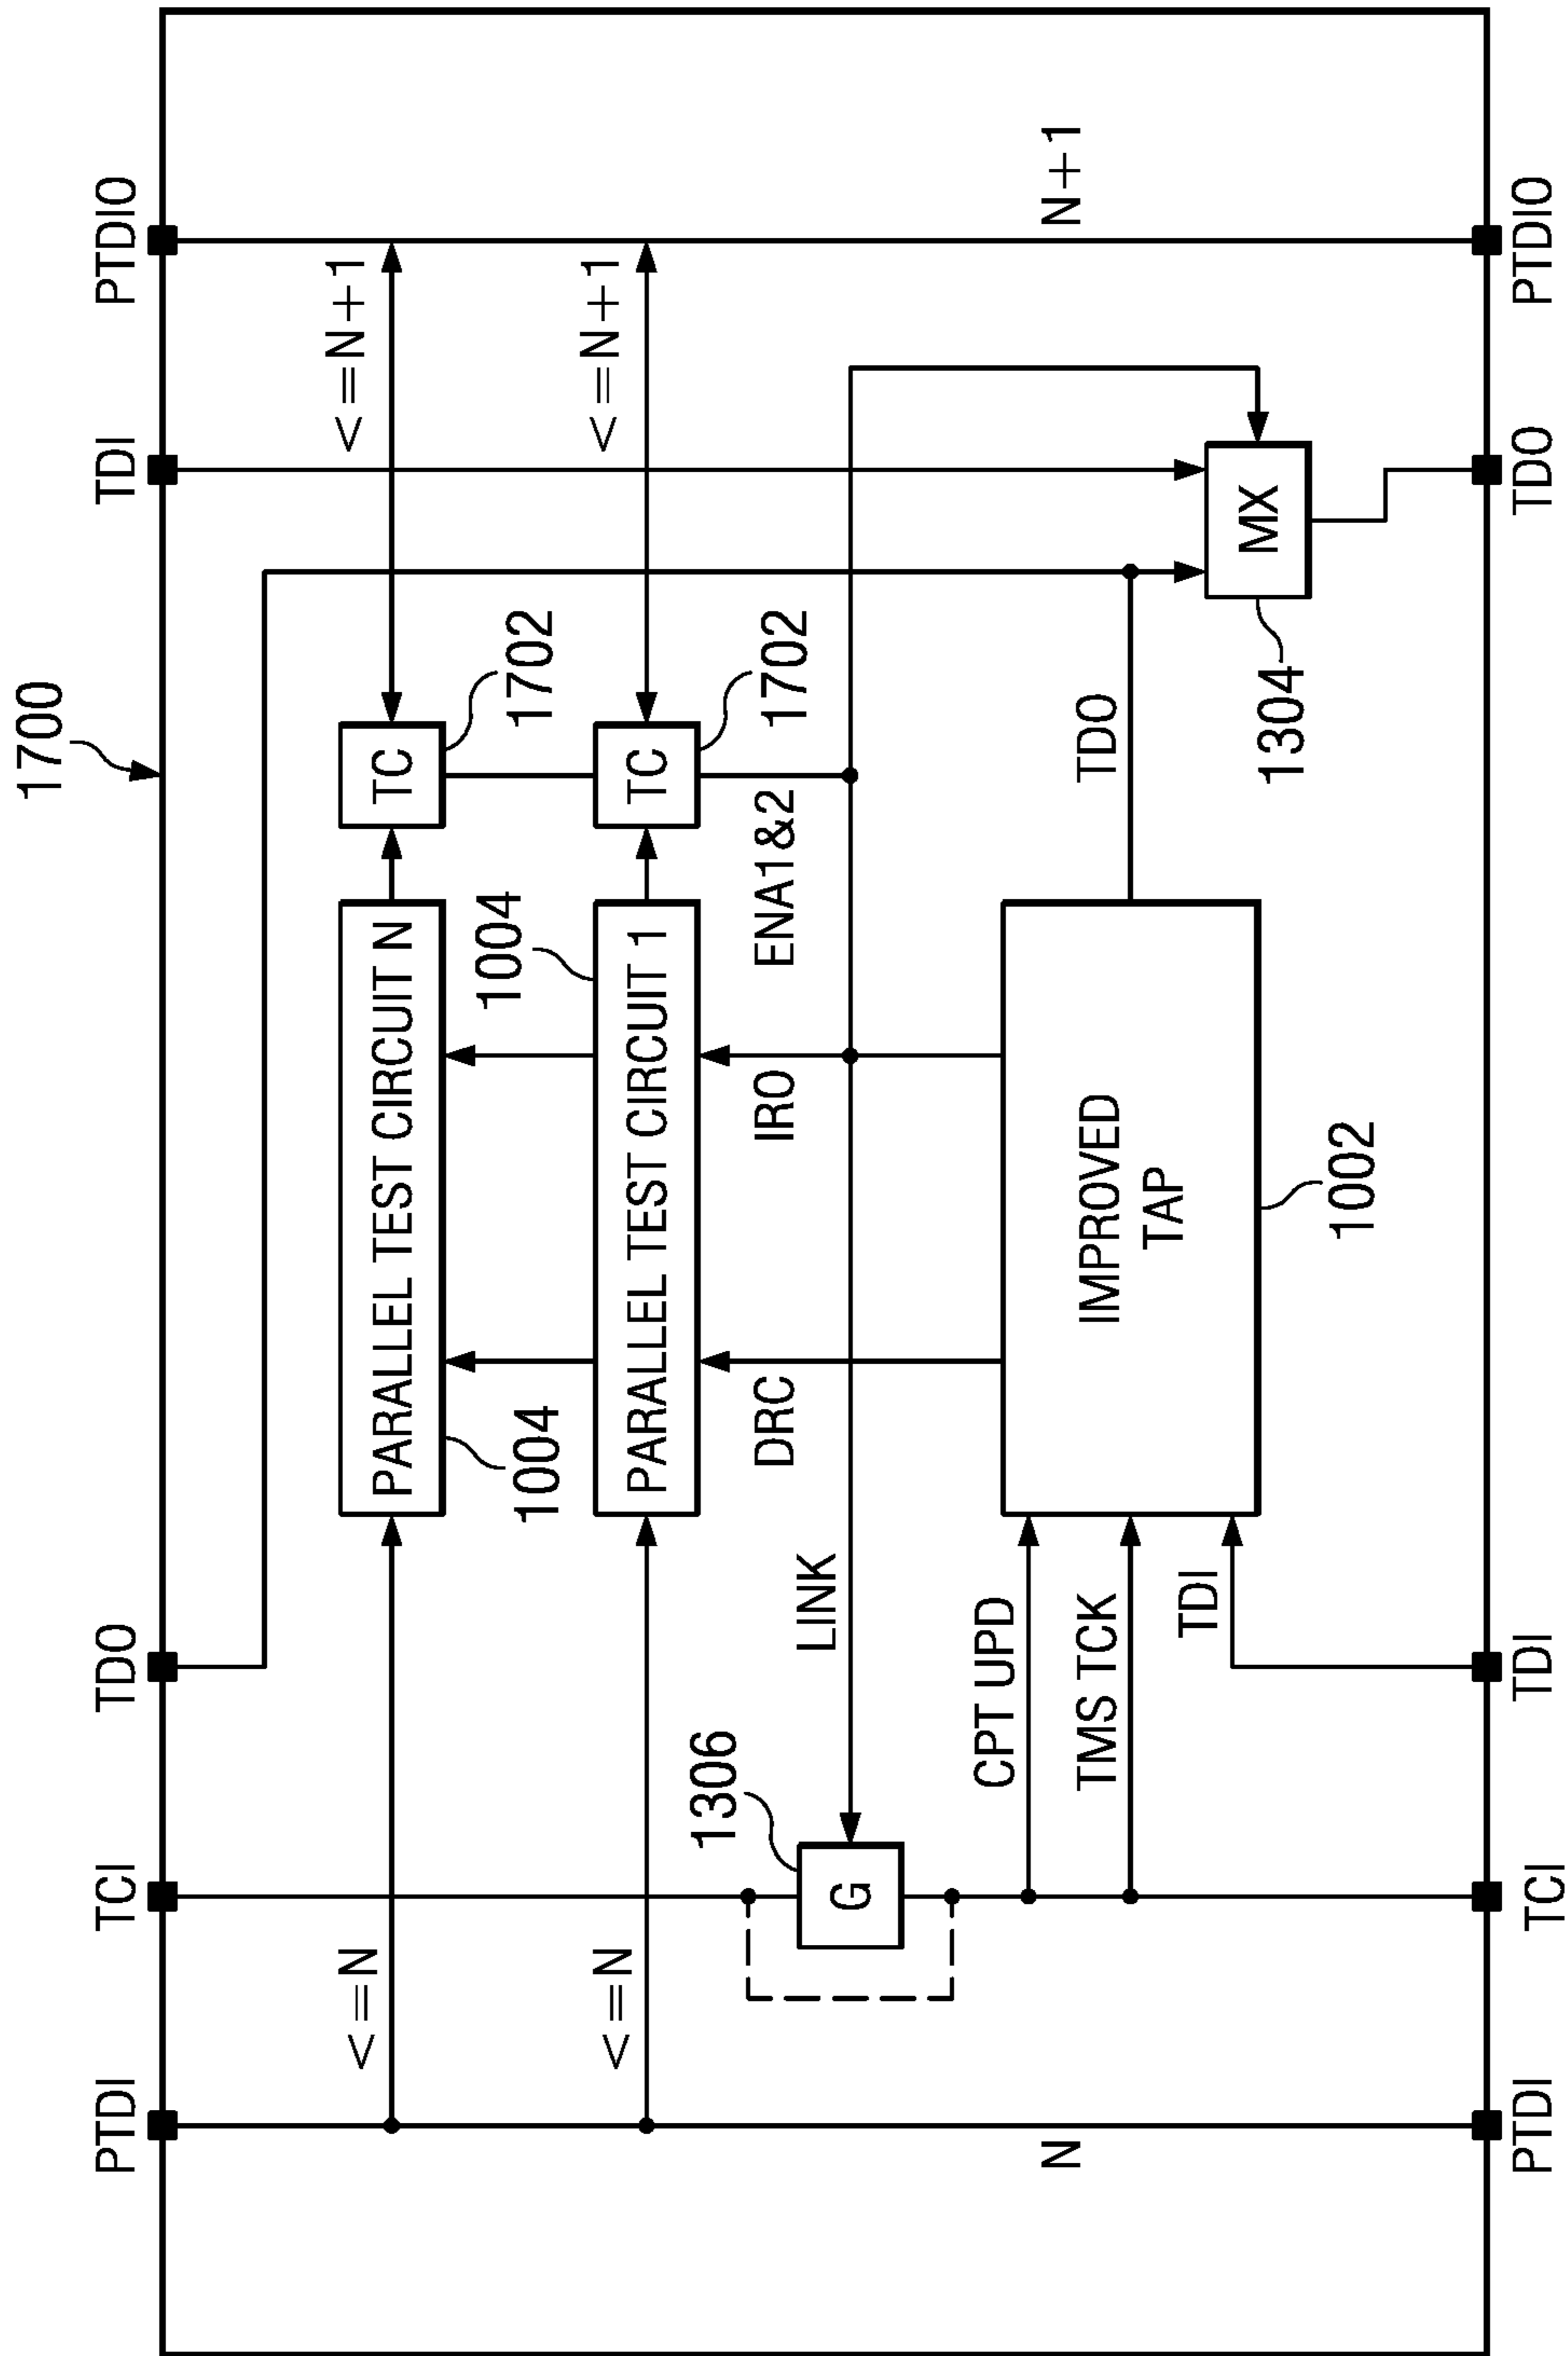 1700
PTDI
TCI
TDO
TDI
PTDIO
<=N
PARALLEL TEST CIRCUIT N
TC
<=N+1
1004
1004
1702
<=N
PARALLEL TEST CIRCUIT 1
TC
<=N+1
1702
1306
G
LINK
DRC
IRO
ENA1&2
CPT UPD
TMS TCK
TDI
IMPROVED
TAP
TDO
N
N+1
MX
1002
1304
PTDI
TCI
TDI
TDO
PTDIO